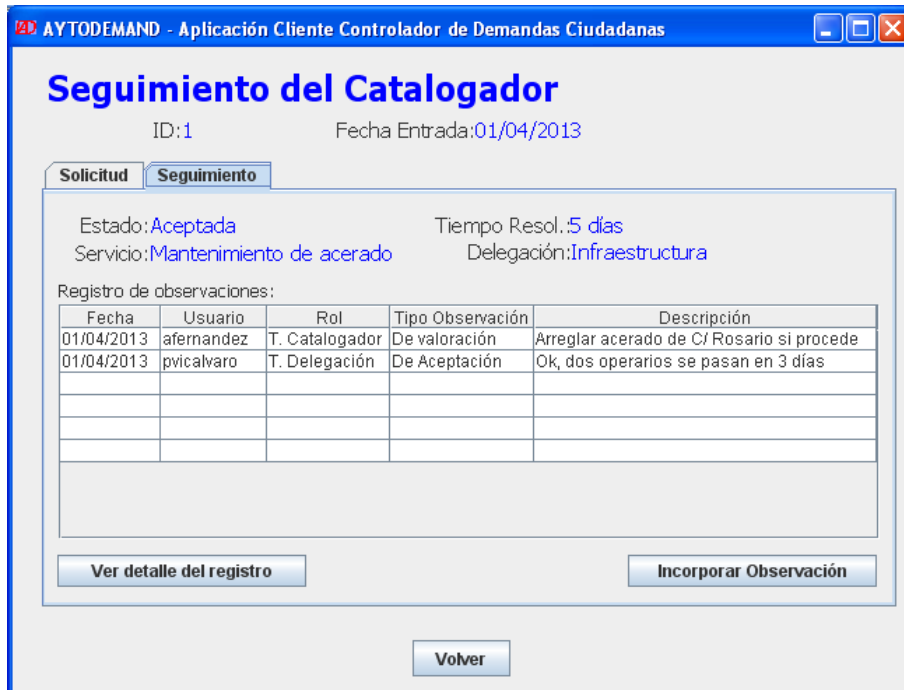 AYTODEMAND - Aplicación Cliente Controlador de Demandas Ciudadanas
Seguimiento del Catalogador
ID:1 Fecha Entrada:01/04/2013
Solicitud Seguimiento
Estado:Aceptada Tiempo Resol.:5 días
Servicio:Mantenimiento de acerado Delegación:Infraestructura
Registro de observaciones:
Fecha Usuario Rol Tipo Observación Descripción
01/04/2013 afernandez T. Catalogador De valoración Arreglar acerado de C/ Rosario si procede
01/04/2013 pvicalvaro T. Delegación De Aceptación Ok, dos operarios se pasan en 3 días
Ver detalle del registro Incorporar Observación
Volver